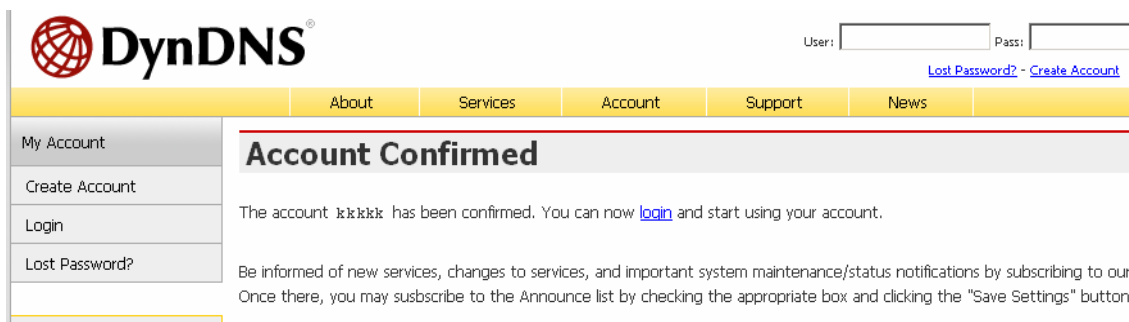 DynDNS®
User:
Pass:
Lost Password? - Create Account
About Services Account Support News
My Account
Create Account
Login
Lost Password?
Account Confirmed
The account kkkkk has been confirmed. You can now login and start using your account.
Be informed of new services, changes to services, and important system maintenance/status notifications by subscribing to our
Once there, you may susbscribe to the Announce list by checking the appropriate box and clicking the "Save Settings" button